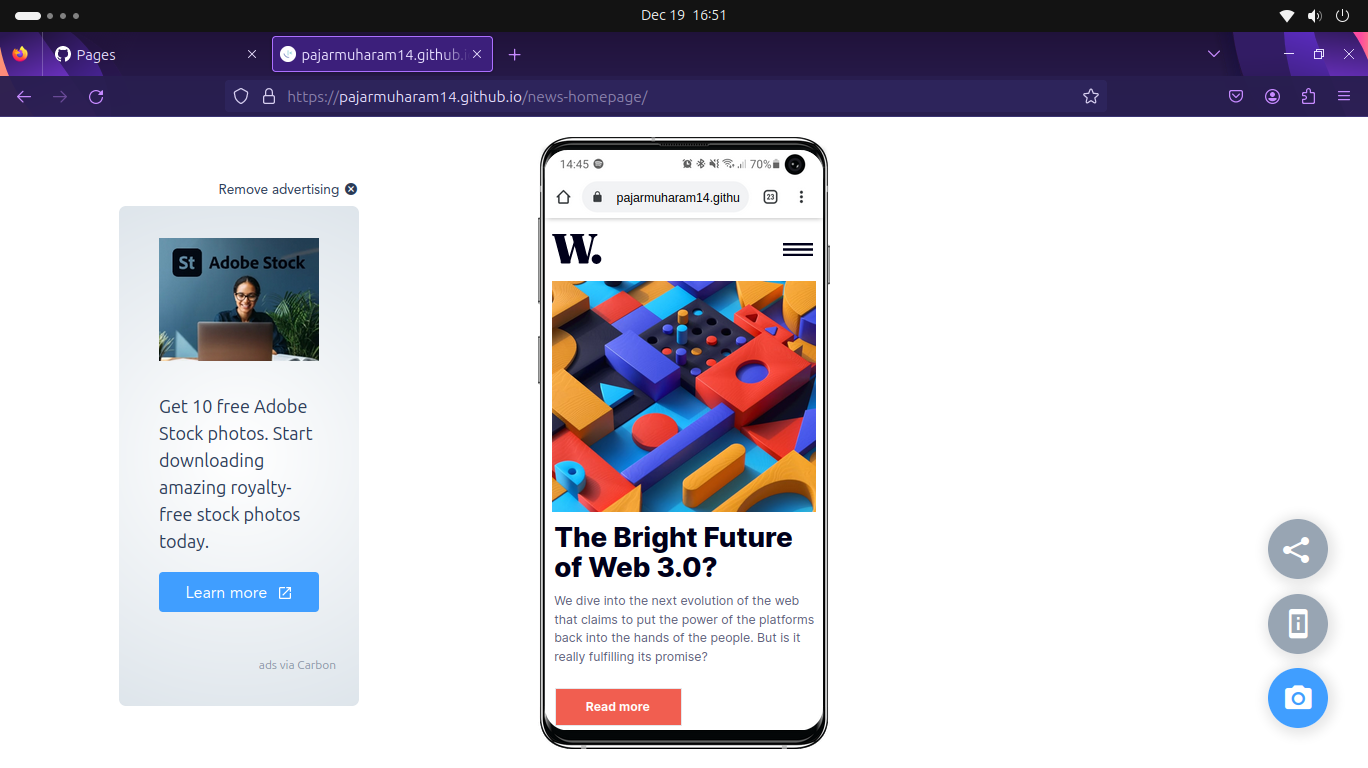 Dec 19 16:51
Pages
pajarmuharam14.github.i
https://pajarmuharam14.github.io/news-homepage/
Remove advertising
St Adobe Stock
Get 10 free Adobe
Stock photos. Start
downloading
amazing royalty-
free stock photos
today.
Learn more
ads via Carbon
14:45
70%
pajarmuharam14.githu
23
W.
The Bright Future
of Web 3.0?
We dive into the next evolution of the web
that claims to put the power of the platforms
back into the hands of the people. But is it
really fulfilling its promise?
Read more